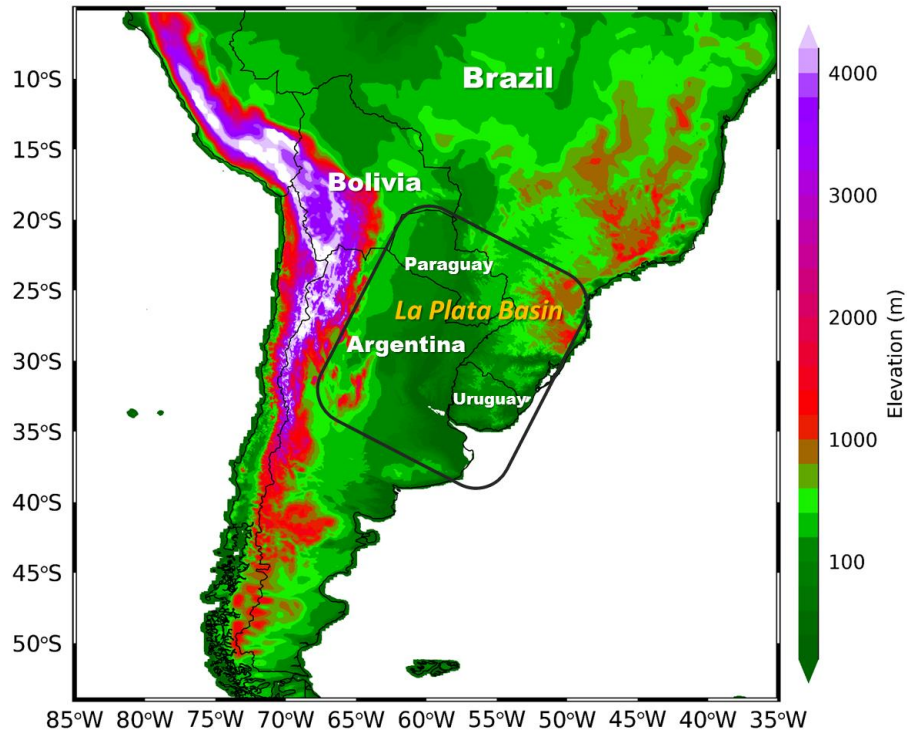 Brazil
Bolivia
Paraguay
La Plata Basin
Argentina
Uruguay
10°S
15°S
20°S
25°S
30°S
35°S
40°S
45°S
50°S
85°W 80°W 75°W 70°W 65°W 60°W 55°W 50°W 45°W 40°W 35°W
4000
3000
2000
1000
100
Elevation (m)